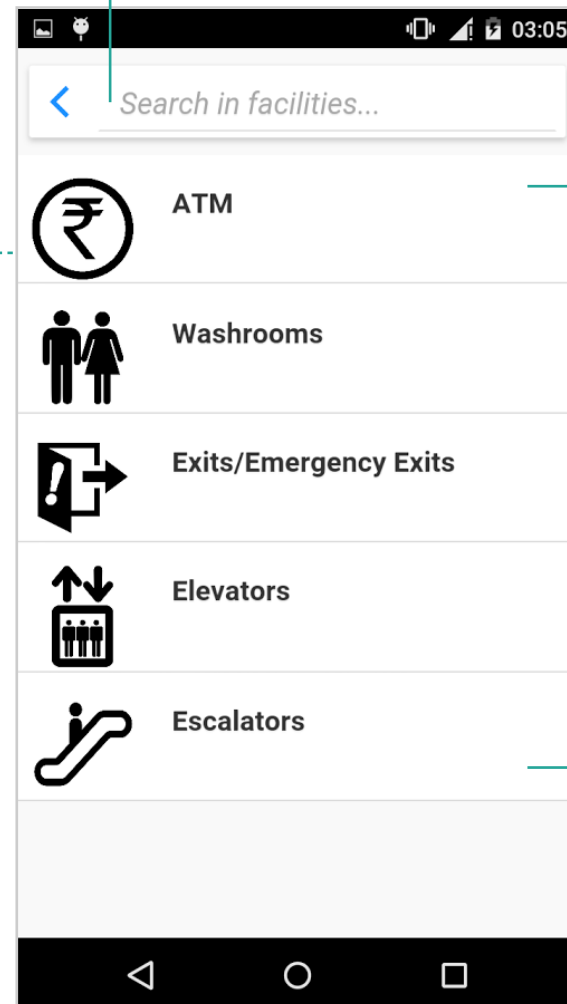 03:05
Search in facilities...
ATM
Washrooms
Exits/Emergency Exits
Elevators
Escalators